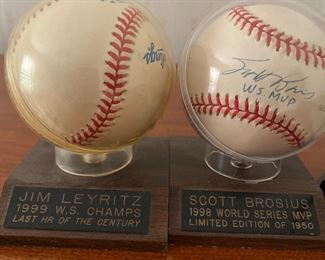 W.S. MVP
JIM LEYRITZ
1999 W.S. CHAMPS
LAST HR OF THE CENTURY
SCOTT BROSIUS
1998 WORLD SERIES MVP
LIMITED EDITION OF 1950